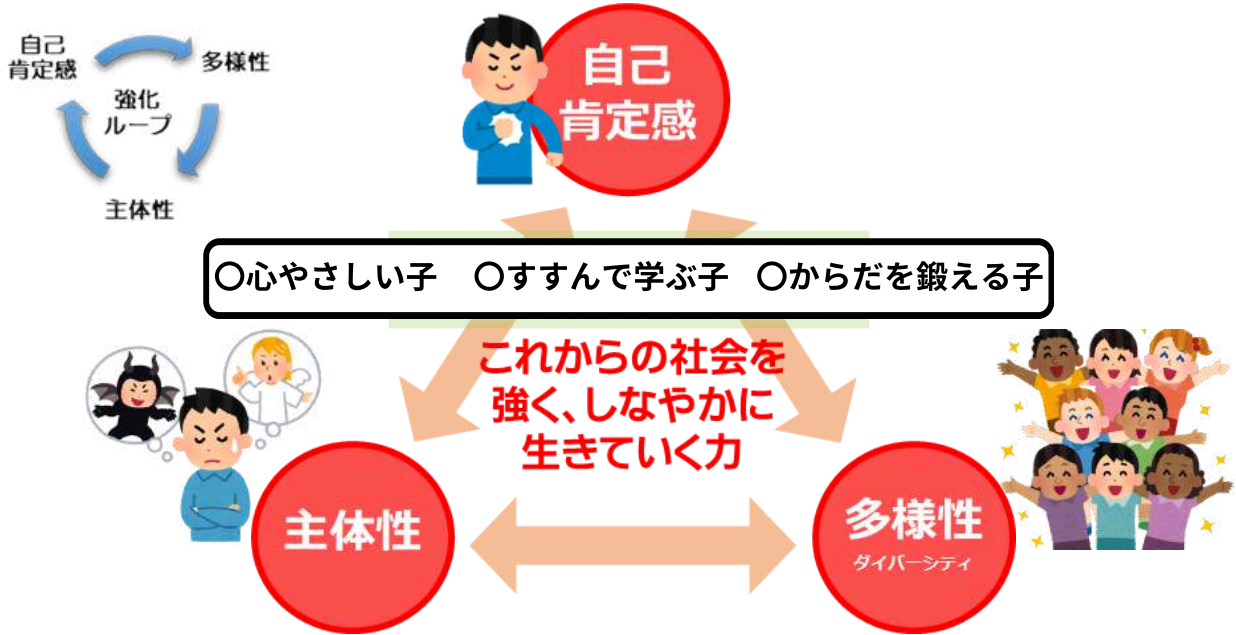 自己
肯定感
多様性
強化
ループ
主体性
自己
肯定感
〇心やさしい子 〇すすんで学ぶ子 〇からだを鍛える子
これからの社会を
強く、しなやかに
生きていく力
主体性
多様性
ダイバーシティ